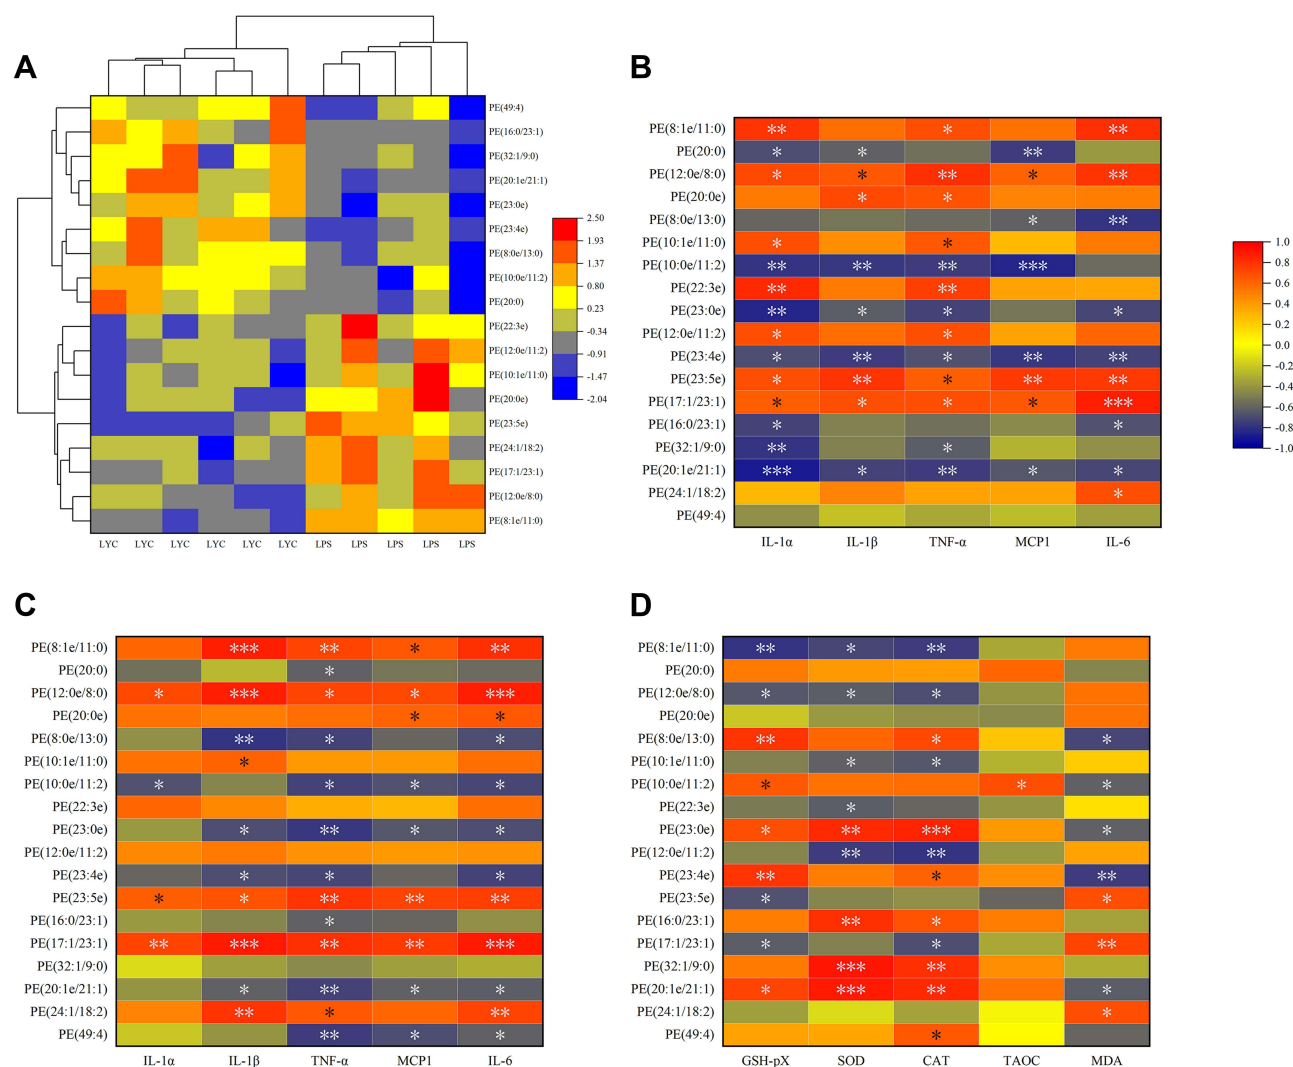 A
PE(49:4)
PE(16:0/23:1)
PE(32:1/9:0)
PE(20:1e/21:1)
PE(23:0e)
PE(23:4e)
PE(8:0e/13:0)
PE(10:0e/11:2)
PE(20:0)
PE(22:3e)
PE(12:0e/11:2)
PE(10:1e/11:0)
PE(20:0e)
PE(23:5e)
PE(24:1/18:2)
PE(17:1/23:1)
PE(12:0e/8:0)
PE(8:1e/11:0)
LYC LYC LYC LYC LYC LYC LPS LPS LPS LPS LPS
2.50
1.93
1.37
0.80
0.23
-0.34
-0.91
-1.47
-2.04
B
PE(8:1e/11:0) ** * **
PE(20:0) * * **
PE(12:0e/8:0) * * ** * **
PE(20:0e) * *
PE(8:0e/13:0) * **
PE(10:1e/11:0) * *
PE(10:0e/11:2) ** ** ** ***
PE(22:3e) ** **
PE(23:0e) ** * * *
PE(12:0e/11:2) * *
PE(23:4e) * ** * ** **
PE(23:5e) * ** * ** **
PE(17:1/23:1) * * * * ***
PE(16:0/23:1) * *
PE(32:1/9:0) ** *
PE(20:1e/21:1) *** * ** * *
PE(24:1/18:2) *
PE(49:4)
IL-1α IL-1β TNF-α MCP1 IL-6
1.0
0.8
0.6
0.4
0.2
0.0
-0.2
-0.4
-0.6
-0.8
-1.0
C
PE(8:1e/11:0) *** ** * **
PE(20:0) *
PE(12:0e/8:0) * *** * * ***
PE(20:0e) * *
PE(8:0e/13:0) ** * *
PE(10:1e/11:0) *
PE(10:0e/11:2) * * * *
PE(22:3e)
PE(23:0e) * ** * *
PE(12:0e/11:2)
PE(23:4e) * * *
PE(23:5e) * * ** ** **
PE(16:0/23:1) *
PE(17:1/23:1) ** *** ** ** ***
PE(32:1/9:0)
PE(20:1e/21:1) * ** * *
PE(24:1/18:2) ** * **
PE(49:4) ** * *
IL-1α IL-1β TNF-α MCP1 IL-6
D
PE(8:1e/11:0) ** * **
PE(20:0)
PE(12:0e/8:0) * * *
PE(20:0e)
PE(8:0e/13:0) ** * *
PE(10:1e/11:0) * *
PE(10:0e/11:2) * * *
PE(22:3e) *
PE(23:0e) * ** *** *
PE(12:0e/11:2) ** **
PE(23:4e) ** * **
PE(23:5e) * *
PE(16:0/23:1) ** *
PE(17:1/23:1) * * **
PE(32:1/9:0) *** **
PE(20:1e/21:1) * *** ** *
PE(24:1/18:2) *
PE(49:4) *
GSH-pX SOD CAT TAOC MDA